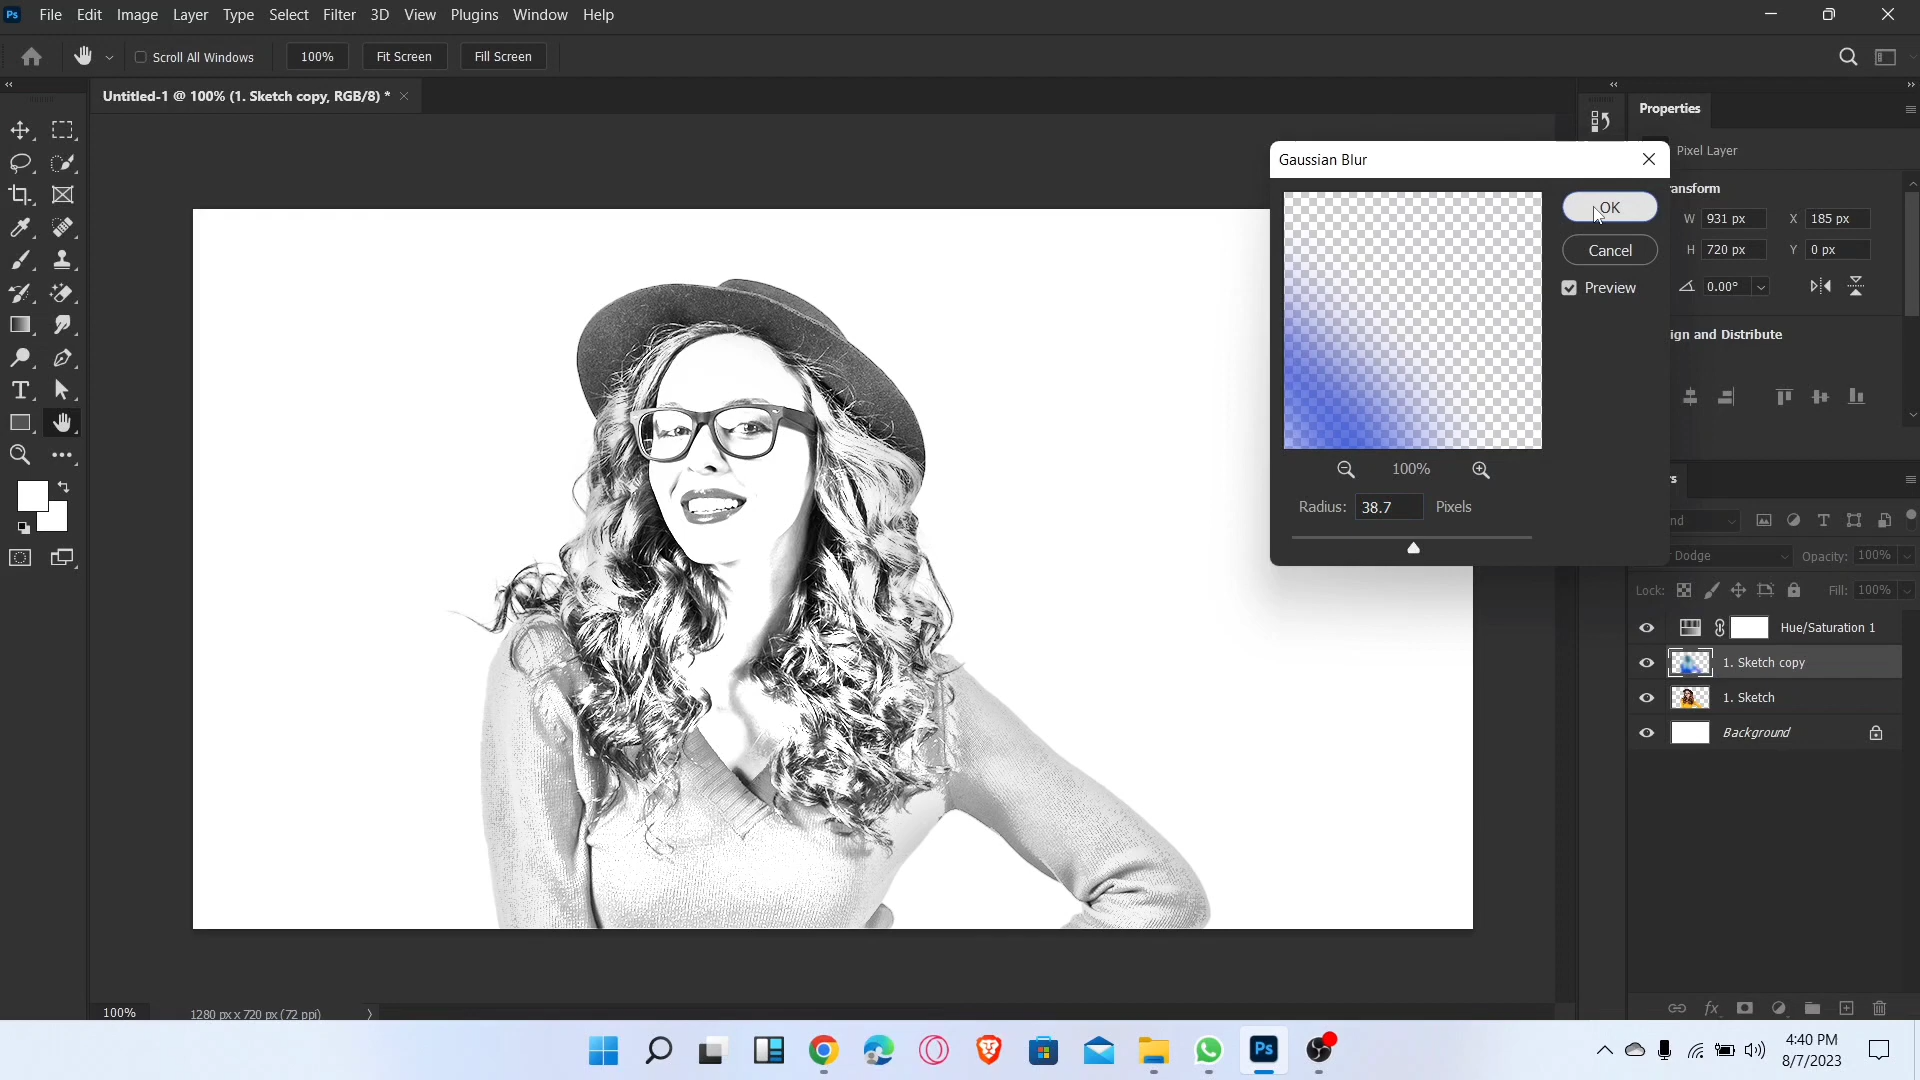 Ps File Edit Image Layer Type Select Filter 3D View Plugins Window Help
Scroll All Windows 100% Fit Screen Fill Screen
Untitled-1 @ 100% (1. Sketch copy, RGB/8) *
Properties
Pixel Layer
Gaussian Blur
OK
Cancel
Preview
100%
Radius: 38.7 Pixels
ansform
W 931 px X 185 px
H 720 px Y 0 px
0.00°
ign and Distribute
s
nd
Dodge Opacity: 100%
Lock: Fill: 100%
Hue/Saturation 1
1. Sketch copy
1. Sketch
Background
fx
T
100% 1280 px x 720 px (72 ppi)
Ps
4:40 PM
8/7/2023